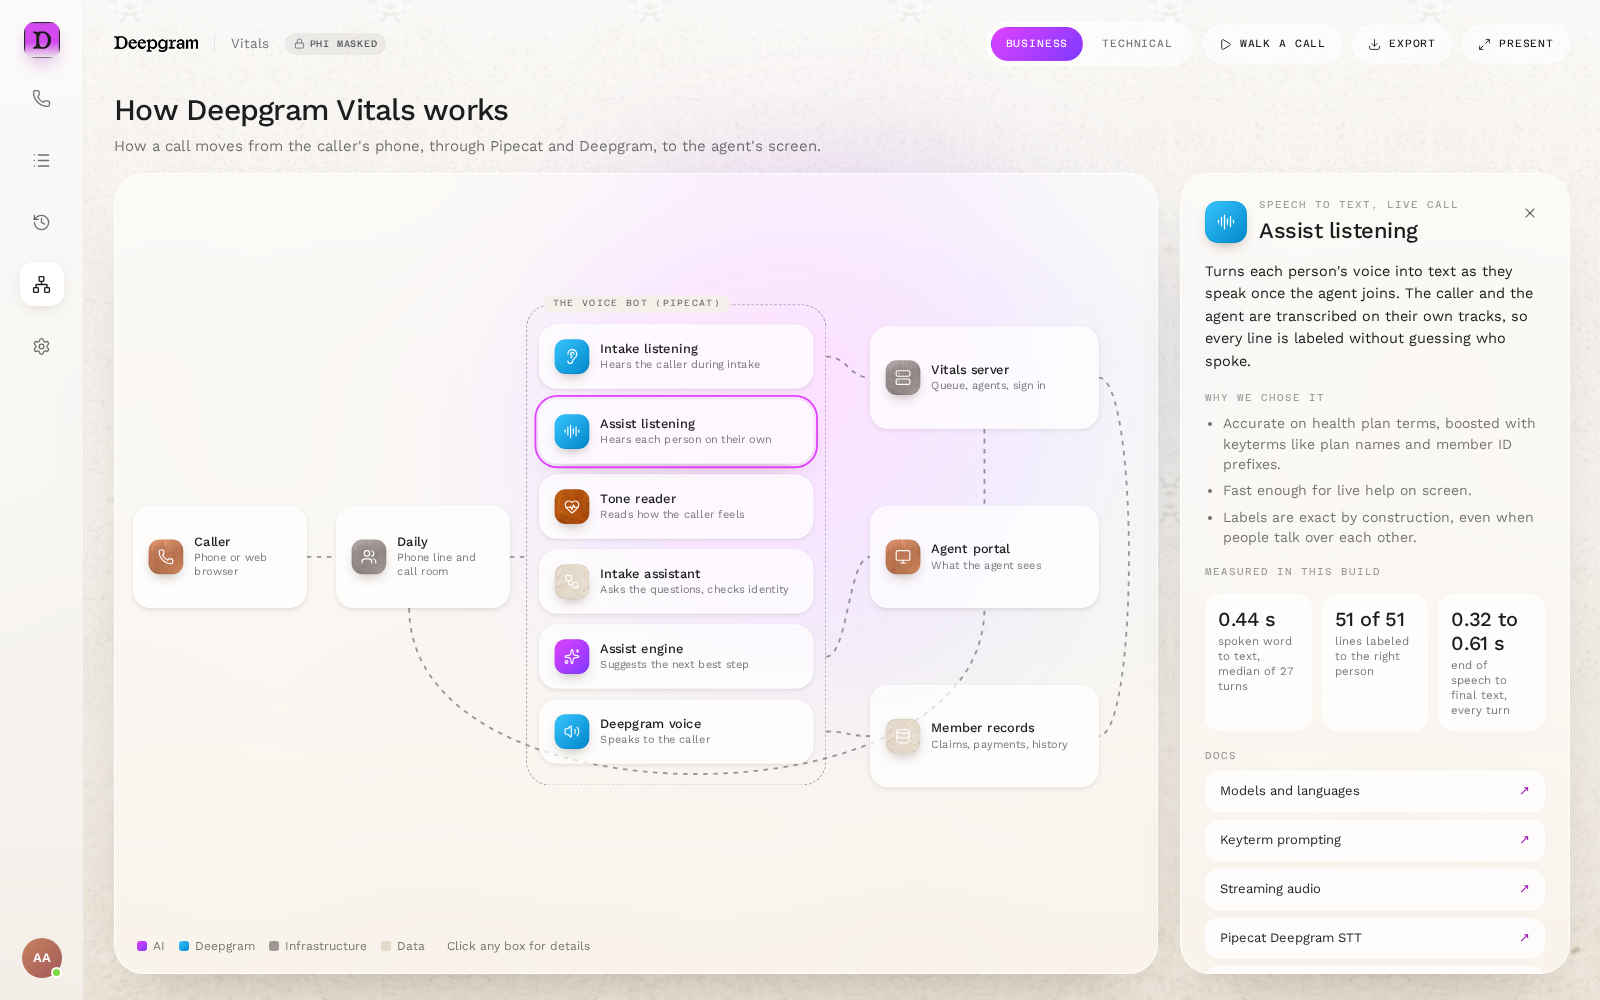 D
Deepgram
Vitals
PHI MASKED
BUSINESS
TECHNICAL
WALK A CALL
EXPORT
PRESENT
How Deepgram Vitals works
How a call moves from the caller's phone, through Pipecat and Deepgram, to the agent's screen.
THE VOICE BOT (PIPECAT)
Caller
Phone or web
browser
Daily
Phone line and
call room
Intake listening
Hears the caller during intake
Assist listening
Hears each person on their own
Tone reader
Reads how the caller feels
Intake assistant
Asks the questions, checks identity
Assist engine
Suggests the next best step
Deepgram voice
Speaks to the caller
Vitals server
Queue, agents, sign in
Agent portal
What the agent sees
Member records
Claims, payments, history
AI
Deepgram
Infrastructure
Data
Click any box for details
AA
SPEECH TO TEXT, LIVE CALL
Assist listening
Turns each person's voice into text as they
speak once the agent joins. The caller and the
agent are transcribed on their own tracks, so
every line is labeled without guessing who
spoke.
WHY WE CHOSE IT
• Accurate on health plan terms, boosted with
keyterms like plan names and member ID
prefixes.
• Fast enough for live help on screen.
• Labels are exact by construction, even when
people talk over each other.
MEASURED IN THIS BUILD
0.44 s
spoken word
to text,
median of 27
turns
51 of 51
lines labeled
to the right
person
0.32 to
0.61 s
end of
speech to
final text,
every turn
DOCS
Models and languages
Keyterm prompting
Streaming audio
Pipecat Deepgram STT